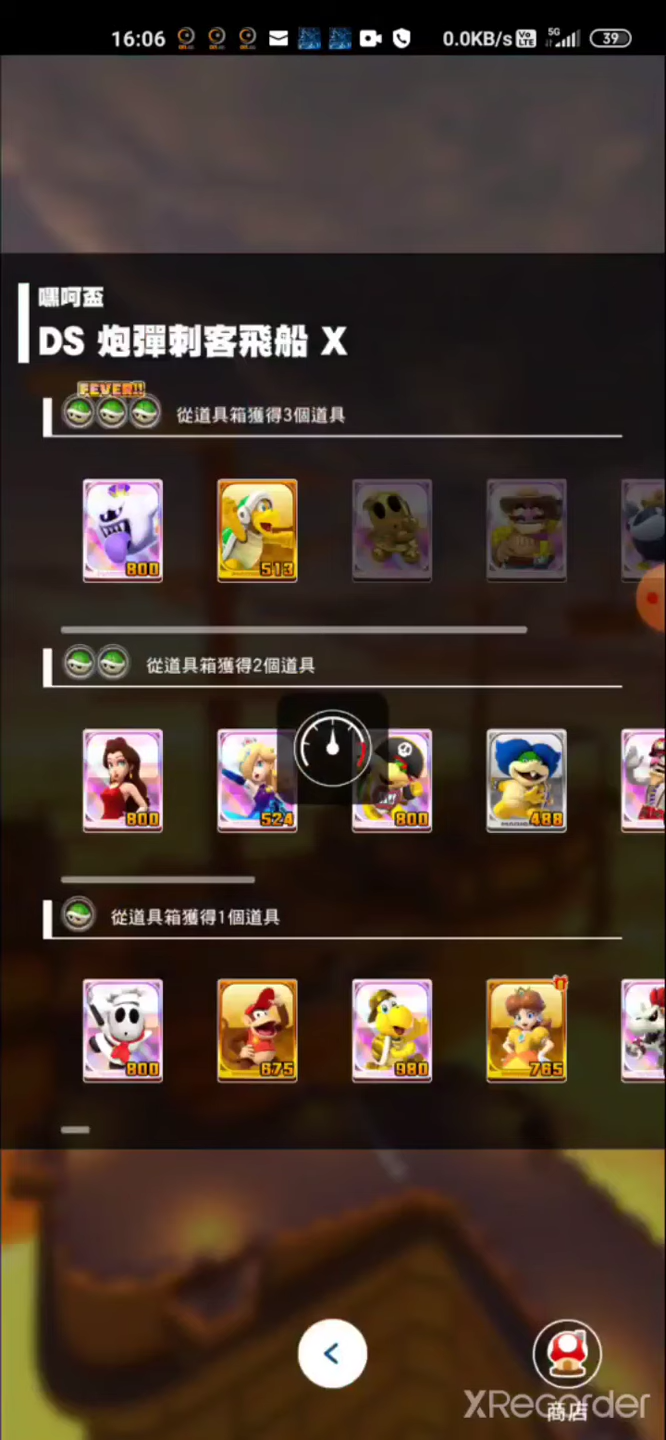 16:06 0.0KB/s Vo LTE 5G 39
嘿呵盃
DS 炮彈刺客飛船 X
FEVER!!
從道具箱獲得3個道具
800 513
從道具箱獲得2個道具
800 524 800 488
從道具箱獲得1個道具
800 675 980 765
XRecorder
商店